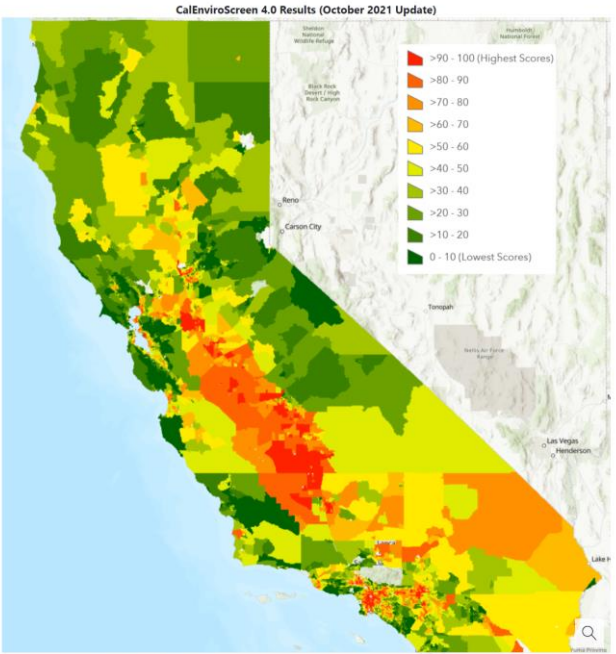 CalEnviroScreen 4.0 Results (October 2021 Update)
Sheldon
National
Wildlife Refuge
Humboldt
National Forest
Black Rock
Desert / High
Rock Canyon
>90 - 100 (Highest Scores)
>80 - 90
>70 - 80
>60 - 70
>50 - 60
>40 - 50
>30 - 40
>20 - 30
>10 - 20
0 - 10 (Lowest Scores)
Reno
Carson City
Tonopah
Las Vegas
Henderson